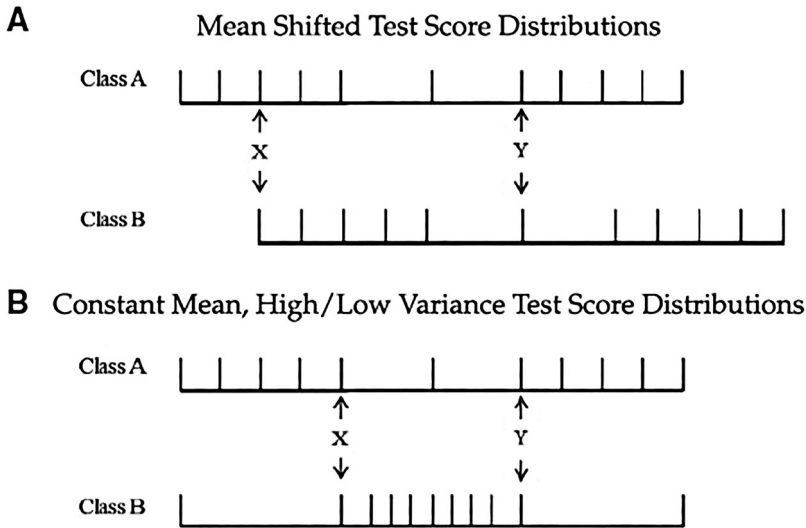 A
Mean Shifted Test Score Distributions
Class A
X Y
Class B
B Constant Mean, High/Low Variance Test Score Distributions
Class A
X Y
Class B